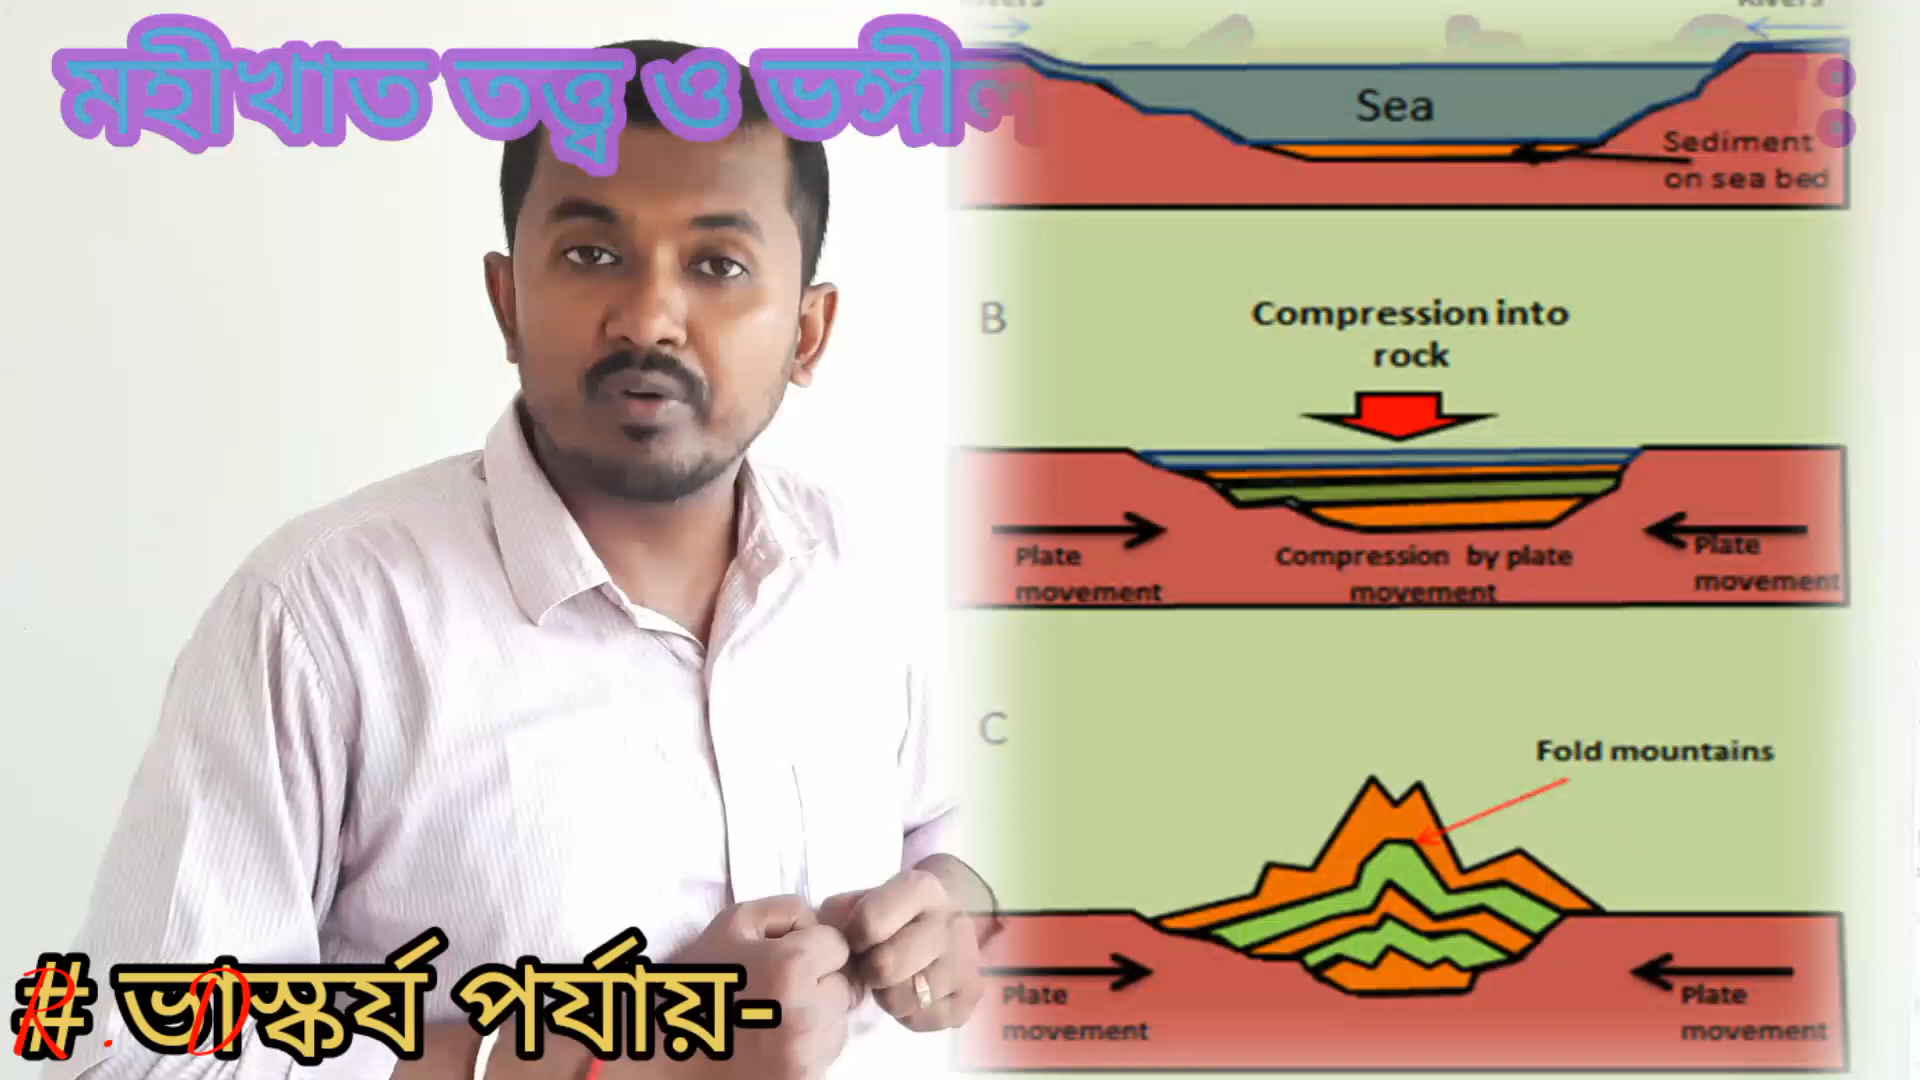 মহীখাত তত্ত্ব ও ভঙ্গীল
:
Rivers
Sea
Sediment
on sea bed
B
Compression into
rock
Plate
movement
Compression by plate
movement
Plate
movement
C
Fold mountains
Plate
movement
Plate
movement
# ভাস্কর্য পর্যায়-
R. D